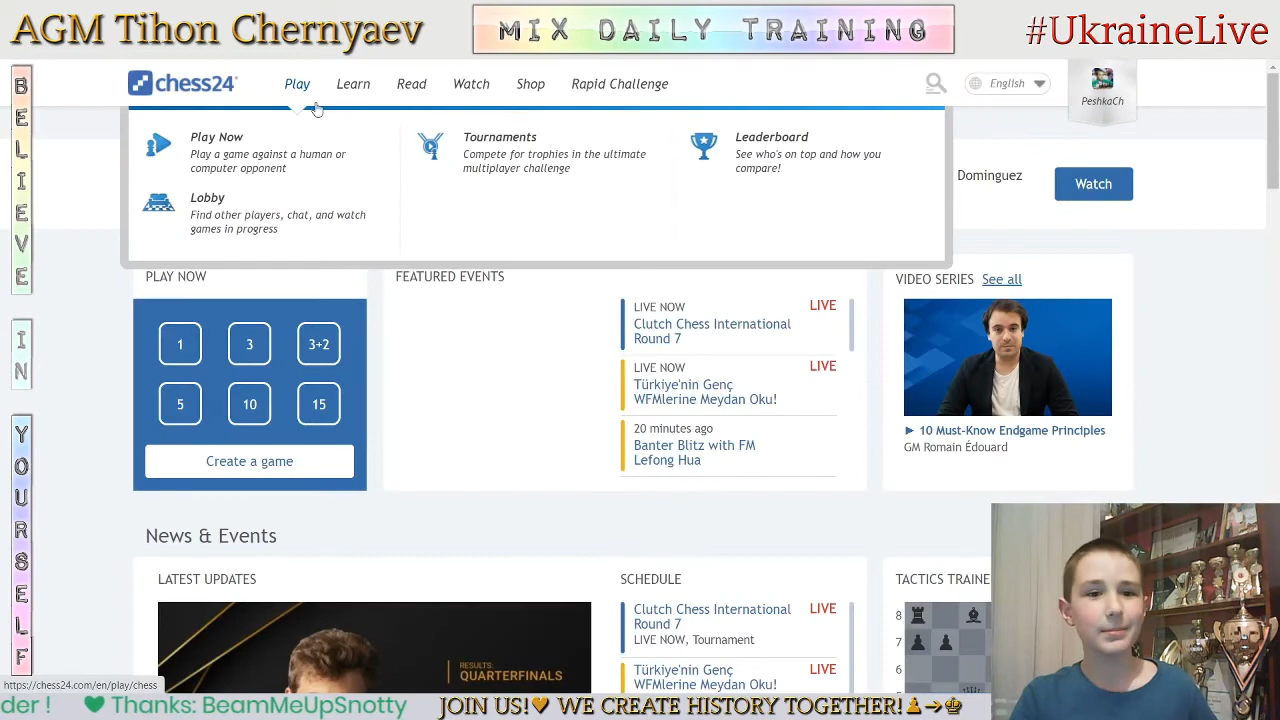 AGM Tihon Chernyaev
MIX DAILY TRAINING
#UkraineLive
BELIEVE
IN
YOURSELF
chess24
Play
Learn
Read
Watch
Shop
Rapid Challenge
English
PeshkaCh
Play Now
Play a game against a human or
computer opponent
Lobby
Find other players, chat, and watch
games in progress
Tournaments
Compete for trophies in the ultimate
multiplayer challenge
Leaderboard
See who's on top and how you
compare!
Dominguez
Watch
PLAY NOW
1 3 3+2
5 10 15
Create a game
FEATURED EVENTS
LIVE NOW LIVE
Clutch Chess International
Round 7
LIVE NOW LIVE
Türkiye'nin Genç
WFMlerine Meydan Oku!
20 minutes ago
Banter Blitz with FM
Lefong Hua
VIDEO SERIES See all
10 Must-Know Endgame Principles
GM Romain Édouard
News & Events
LATEST UPDATES
RESULTS:
QUARTERFINALS
SCHEDULE
Clutch Chess International LIVE
Round 7
LIVE NOW, Tournament
Türkiye'nin Genç LIVE
WFMlerine Meydan Oku!
TACTICS TRAINE
8
7
6
https://chess24.com/en/play/chess
der ! Thanks: BeamMeUpSnotty
JOIN US! WE CREATE HISTORY TOGETHER!